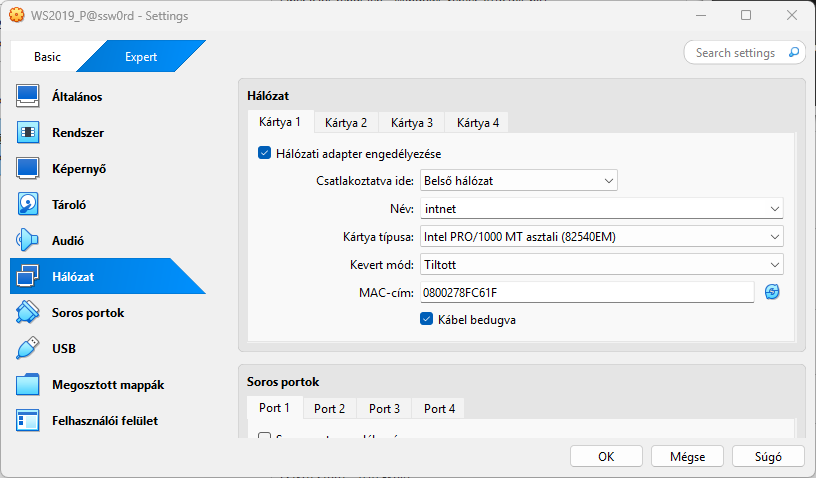 WS2019_P@ssw0rd - Settings
Basic
Expert
Search settings
Általános
Rendszer
Képernyő
Tároló
Audió
Hálózat
Soros portok
USB
Megosztott mappák
Felhasználói felület
Hálózat
Kártya 1
Kártya 2
Kártya 3
Kártya 4
Hálózati adapter engedélyezése
Csatlakoztatva ide: Belső hálózat
Név: intnet
Kártya típusa: Intel PRO/1000 MT asztali (82540EM)
Kevert mód: Tiltott
MAC-cím: 0800278FC61F
Kábel bedugva
Soros portok
Port 1
Port 2
Port 3
Port 4
OK
Mégse
Súgó